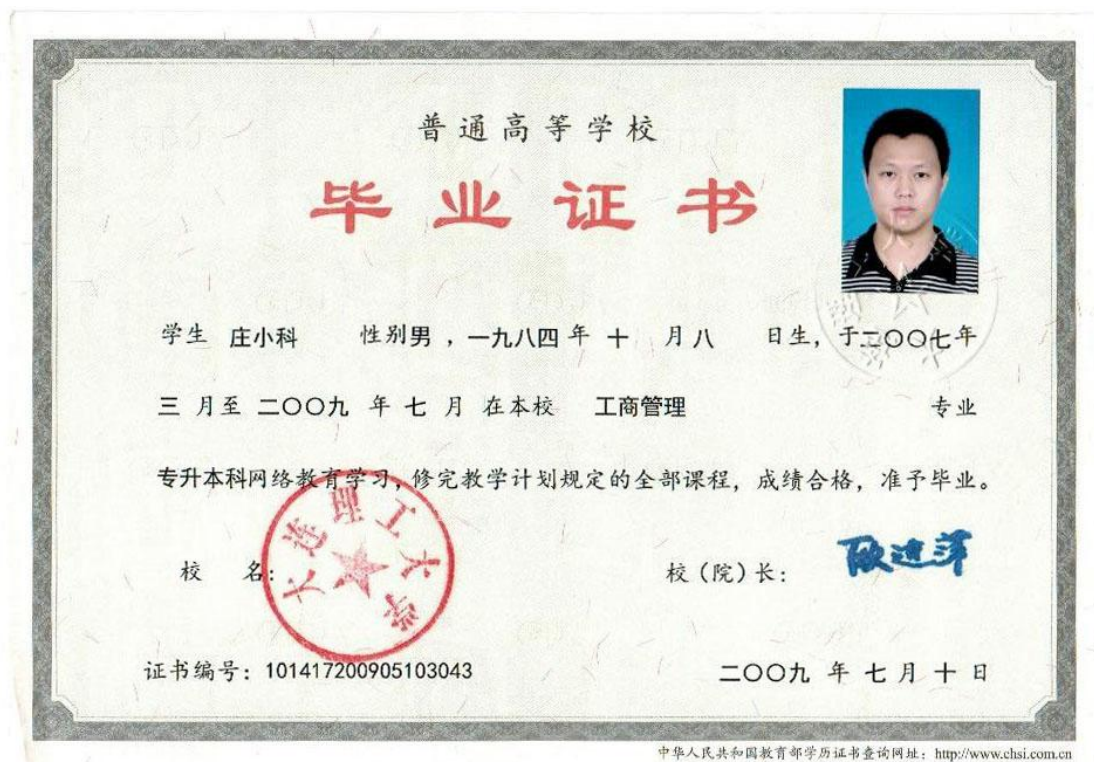 普通高等学校
毕业证书
学生 庄小科 性别男，一九八四年 十 月八 日生，于二〇〇七年
三 月至 二〇〇九 年 七 月 在本校 工商管理 专业
专升本科网络教育学习，修完教学计划规定的全部课程，成绩合格，准予毕业。
大连理工大学
校 名：
校（院）长：
证书编号：101417200905103043
二〇〇九 年 七 月 十 日
中华人民共和国教育部学历证书查询网址：http://www.chsi.com.cn